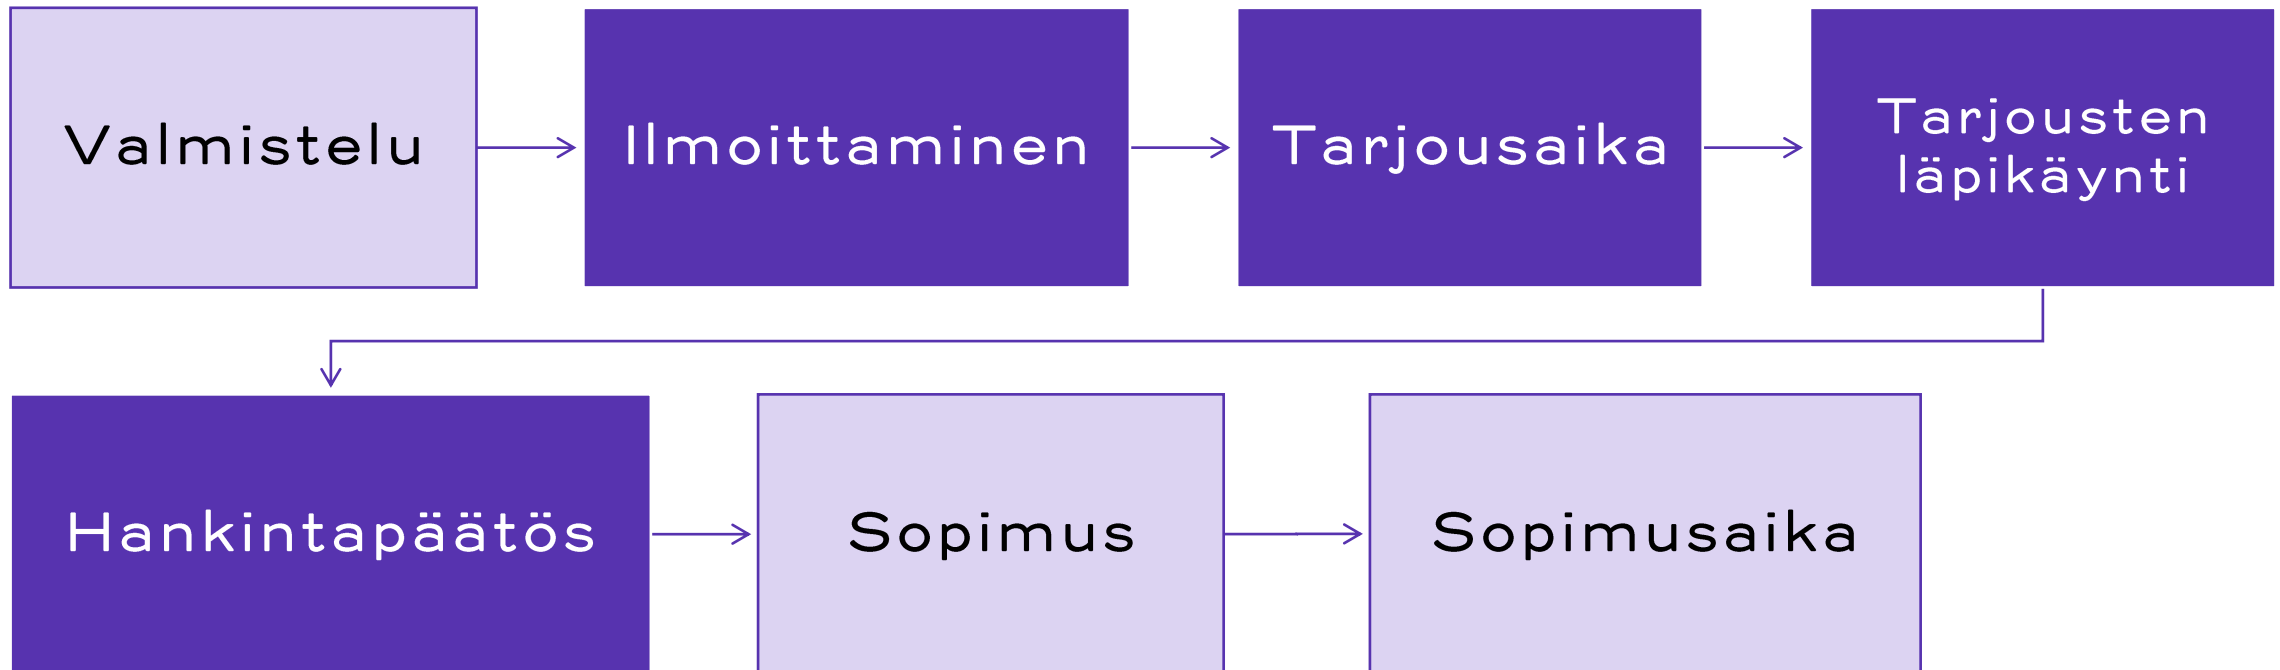 Valmistelu
Ilmoittaminen
Tarjousaika
Tarjousten
läpikäynti
Hankintapäätös
Sopimus
Sopimusaika